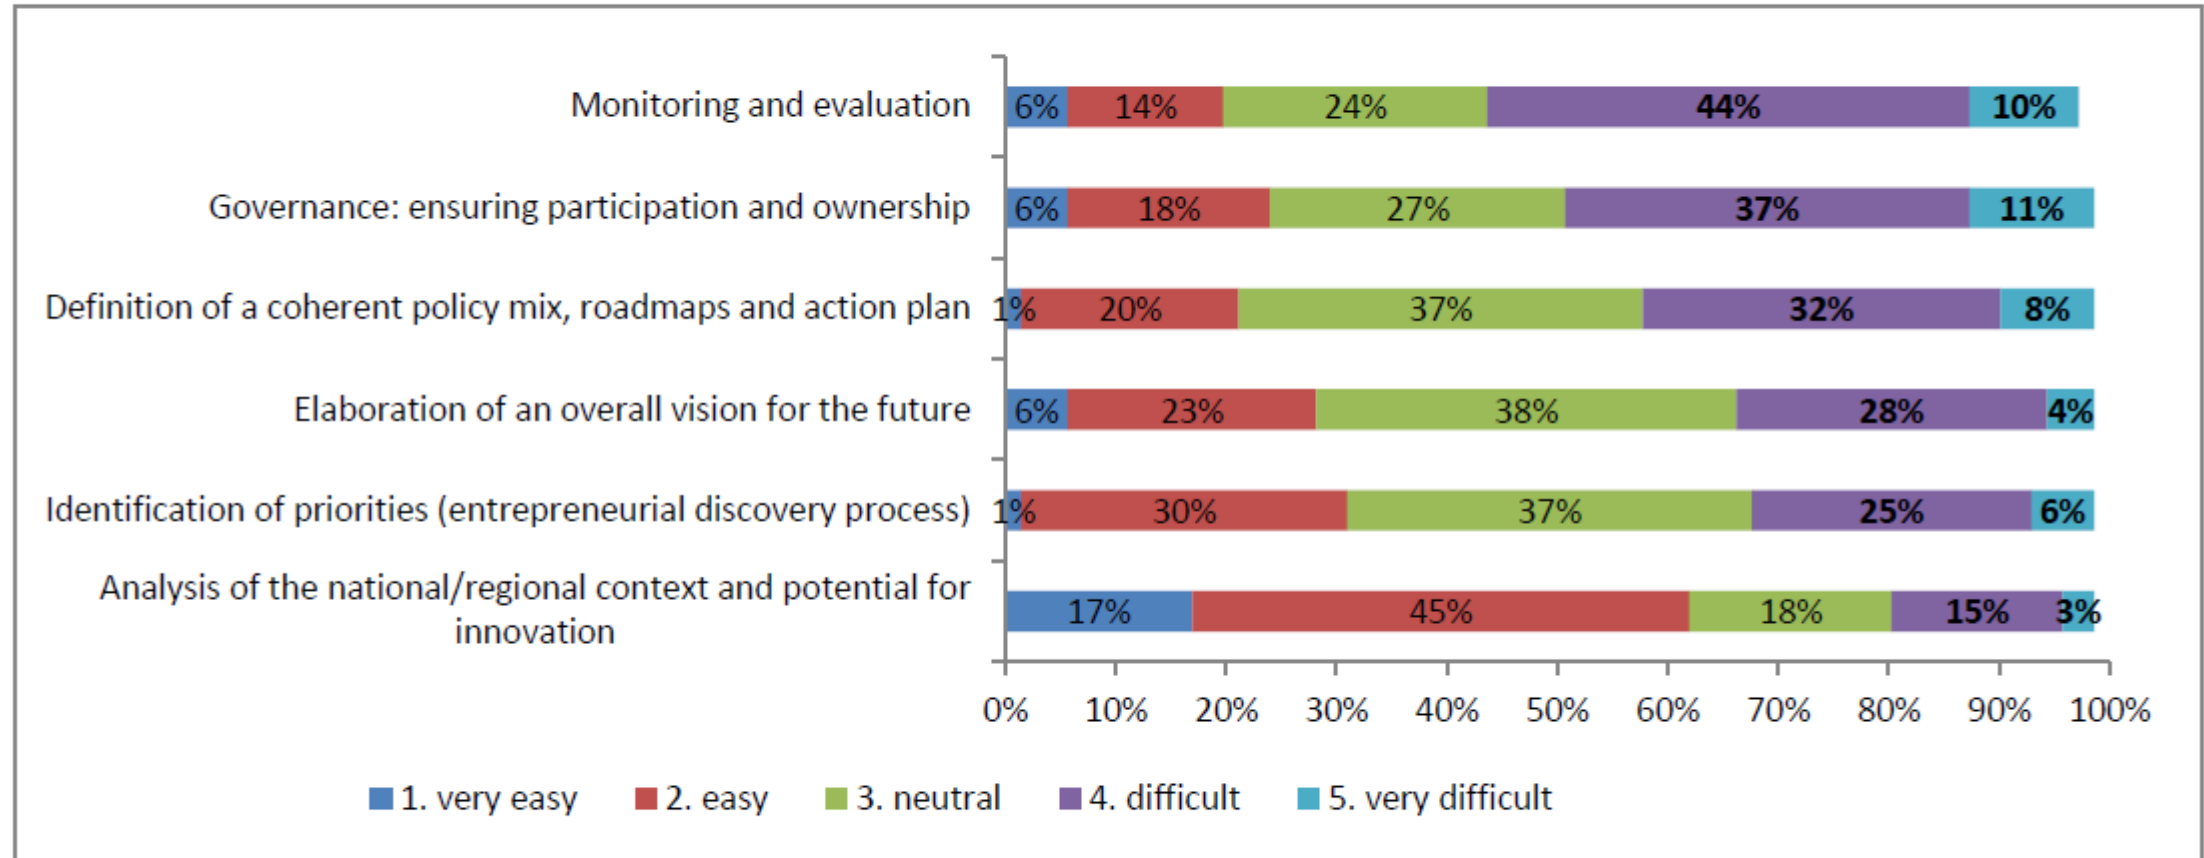 Monitoring and evaluation 6% 14% 24% 44% 10%
Governance: ensuring participation and ownership 6% 18% 27% 37% 11%
Definition of a coherent policy mix, roadmaps and action plan 1% 20% 37% 32% 8%
Elaboration of an overall vision for the future 6% 23% 38% 28% 4%
Identification of priorities (entrepreneurial discovery process) 1% 30% 37% 25% 6%
Analysis of the national/regional context and potential for
innovation
17% 45% 18% 15% 3%
0% 10% 20% 30% 40% 50% 60% 70% 80% 90% 100%
1. very easy 2. easy 3. neutral 4. difficult 5. very difficult